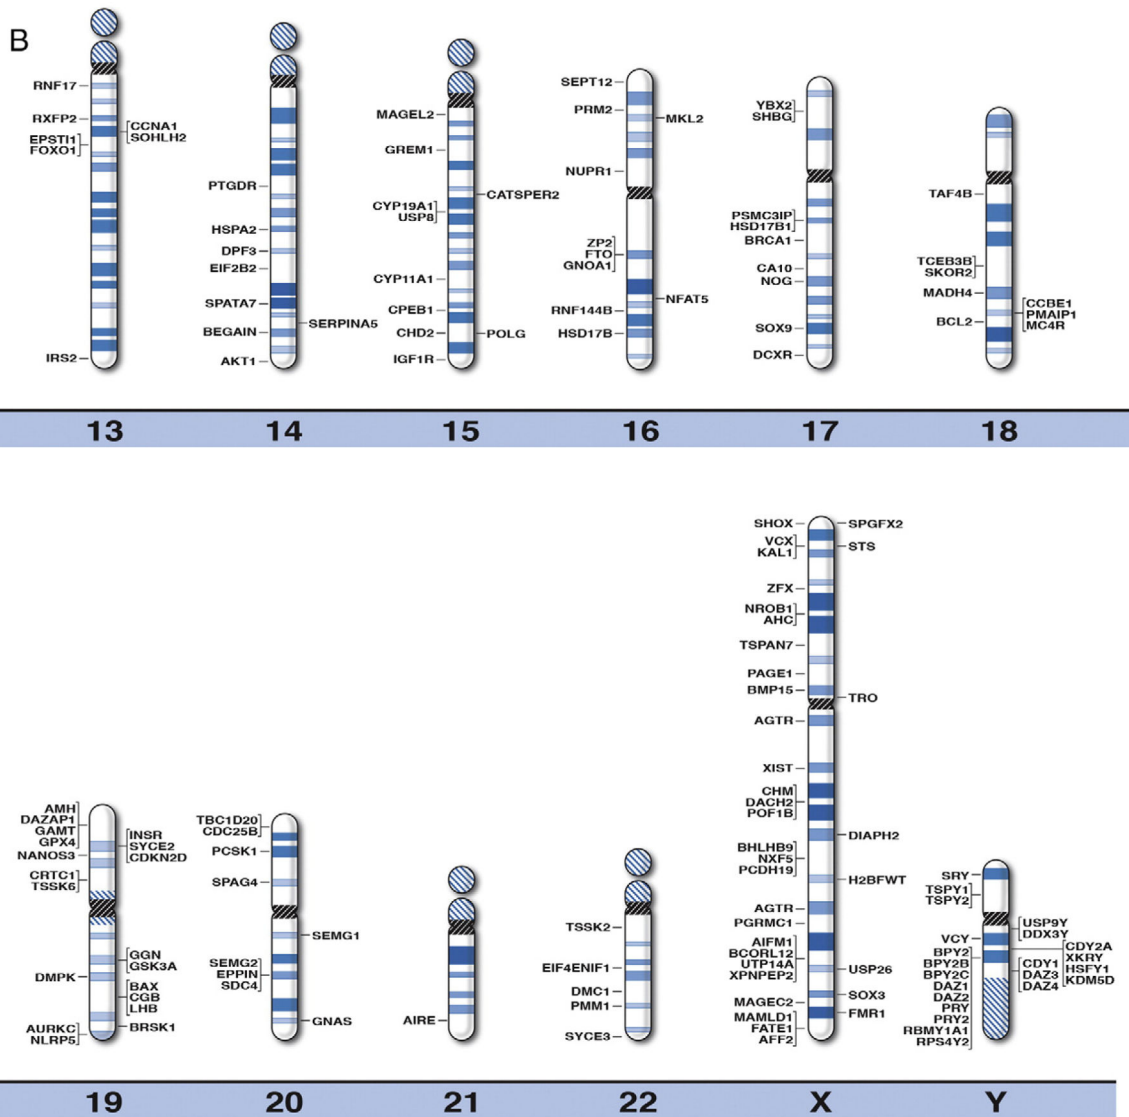 B
RNF17
RXFP2
EPSTI1
FOXO1
CCNA1
SOHLH2
IRS2
PTGDR
HSPA2
DPF3
EIF2B2
SPATA7
SERPINA5
BEGAIN
AKT1
MAGEL2
GREM1
CATSPER2
CYP19A1
USP8
CYP11A1
CPEB1
CHD2
POLG
IGF1R
SEPT12
PRM2
MKL2
NUPR1
ZP2
FTO
GNOA1
NFAT5
RNF144B
HSD17B
YBX2
SHBG
PSMC3IP
HSD17B1
BRCA1
CA10
NOG
SOX9
DCXR
TAF4B
TCEB3B
SKOR2
MADH4
CCBE1
PMAIP1
MC4R
BCL2
13 14 15 16 17 18
AMH
DAZAP1
GAMT
GPX4
INSR
SYCE2
CDKN2D
NANOS3
CRTC1
TSSK6
GGN
GSK3A
DMPK
BAX
CGB
LHB
BRSK1
AURKC
NLRP5
TBC1D20
CDC25B
PCSK1
SPAG4
SEMG1
SEMG2
EPPIN
SDC4
GNAS
AIRE
TSSK2
EIF4ENIF1
DMC1
PMM1
SYCE3
SHOX
SPGFX2
VCX
KAL1
STS
ZFX
NROB1
AHC
TSPAN7
PAGE1
BMP15
TRO
AGTR
XIST
CHM
DACH2
POF1B
DIAPH2
BHLHB9
NXF5
PCDH19
H2BFWT
AGTR
PGRMC1
AIFM1
BCORL12
UTP14A
XPNPEP2
USP26
SOX3
MAGEC2
FMR1
MAMLD1
FATE1
AFF2
SRY
TSPY1
TSPY2
USP9Y
DDX3Y
VCY
BPY2
BPY2B
BPY2C
DAZ1
DAZ2
PRY
PRY2
RBMY1A1
RPS4Y2
CDY1
DAZ3
DAZ4
CDY2A
XKRY
HSFY1
KDM5D
19 20 21 22 X Y